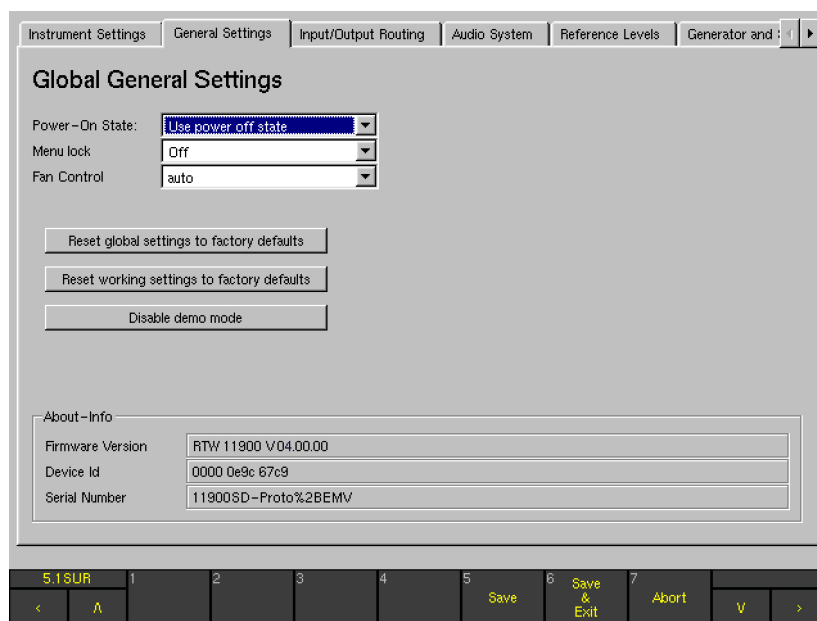 Instrument Settings General Settings Input/Output Routing Audio System Reference Levels Generator and
Global General Settings
Power-On State: Use power off state
Menu lock Off
Fan Control auto
Reset global settings to factory defaults
Reset working settings to factory defaults
Disable demo mode
About-Info
Firmware Version RTW 11900 V04.00.00
Device Id 0000 0e9c 67c9
Serial Number 11900SD-Proto%2BEMV
5.1SUR 1 2 3 4 5 6 7
< Λ Save Save & Exit Abort V >